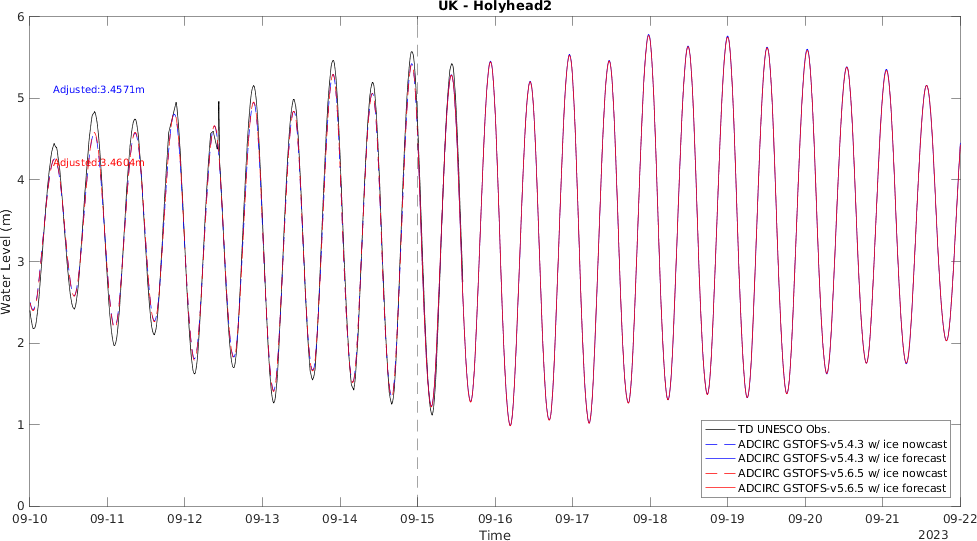 UK - Holyhead2
6
5
4
3
2
1
0
Water Level (m)
Adjusted:3.4571m
Adjusted:3.4604m
TD UNESCO Obs.
ADCIRC GSTOFS-v5.4.3 w/ ice nowcast
ADCIRC GSTOFS-v5.4.3 w/ ice forecast
ADCIRC GSTOFS-v5.6.5 w/ ice nowcast
ADCIRC GSTOFS-v5.6.5 w/ ice forecast
09-10 09-11 09-12 09-13 09-14 09-15 09-16 09-17 09-18 09-19 09-20 09-21 09-22
Time
2023